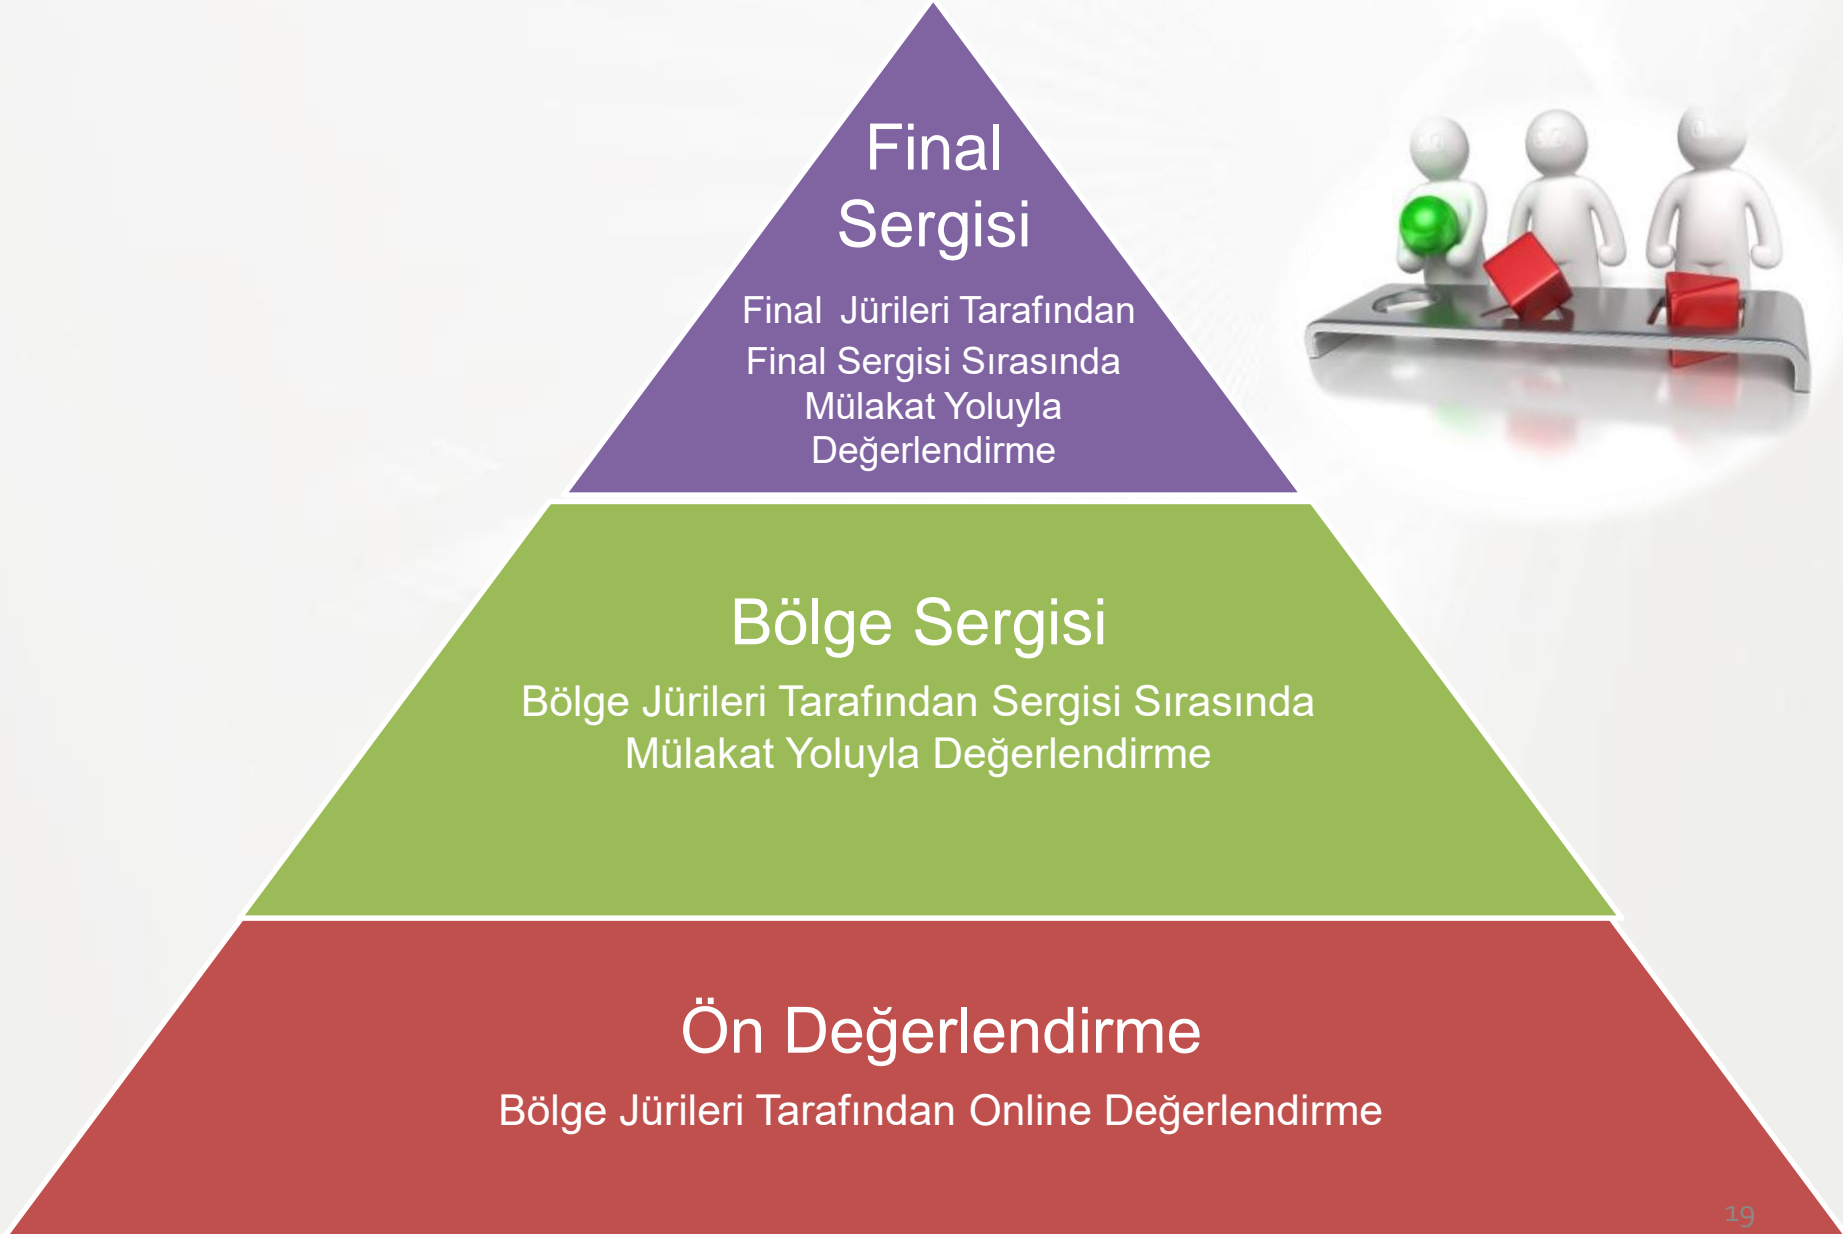 Final
Sergisi
Final Jürileri Tarafından
Final Sergisi Sırasında
Mülakat Yoluyla
Değerlendirme
Bölge Sergisi
Bölge Jürileri Tarafından Sergisi Sırasında
Mülakat Yoluyla Değerlendirme
Ön Değerlendirme
Bölge Jürileri Tarafından Online Değerlendirme
19